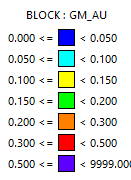 BLOCK : GM_AU
0.000 <= < 0.050
0.050 <= < 0.100
0.100 <= < 0.150
0.150 <= < 0.200
0.200 <= < 0.300
0.300 <= < 0.500
0.500 <= < 9999.00